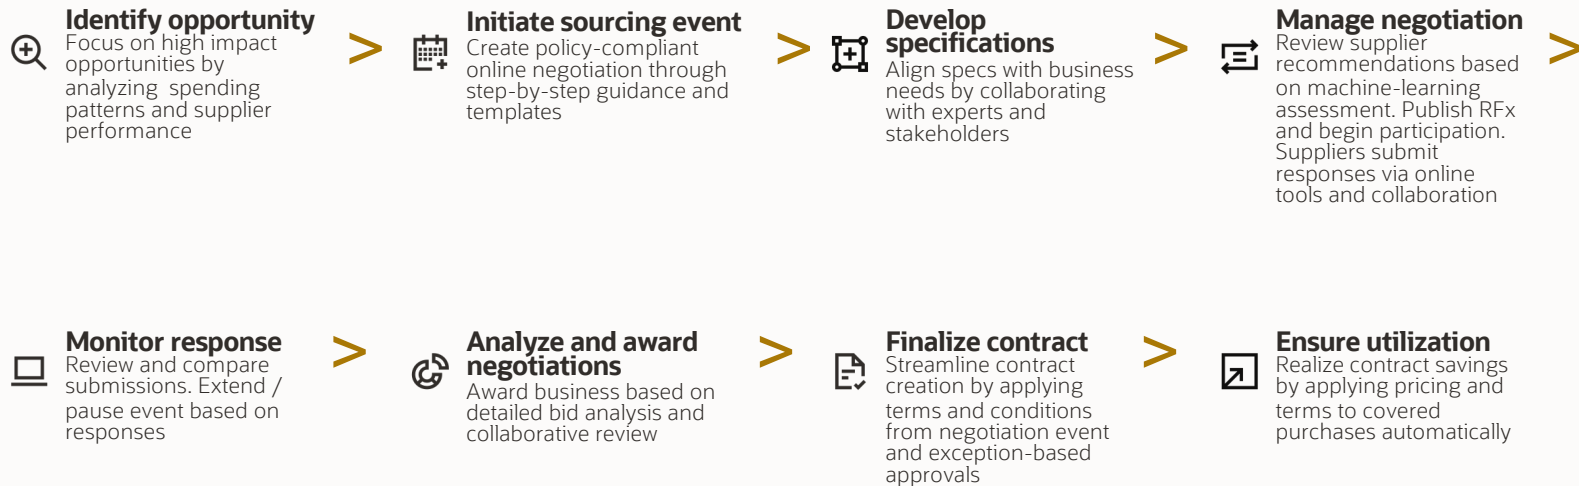 Identify opportunity
Focus on high impact
opportunities by
analyzing spending
patterns and supplier
performance
>
Initiate sourcing event
Create policy-compliant
online negotiation through
step-by-step guidance and
templates
>
Develop
specifications
Align specs with business
needs by collaborating
with experts and
stakeholders
>
Manage negotiation
Review supplier
recommendations based
on machine-learning
assessment. Publish RFx
and begin participation.
Suppliers submit
responses via online
tools and collaboration
>
Monitor response
Review and compare
submissions. Extend /
pause event based on
responses
>
Analyze and award
negotiations
Award business based on
detailed bid analysis and
collaborative review
>
Finalize contract
Streamline contract
creation by applying
terms and conditions
from negotiation event
and exception-based
approvals
>
Ensure utilization
Realize contract savings
by applying pricing and
terms to covered
purchases automatically